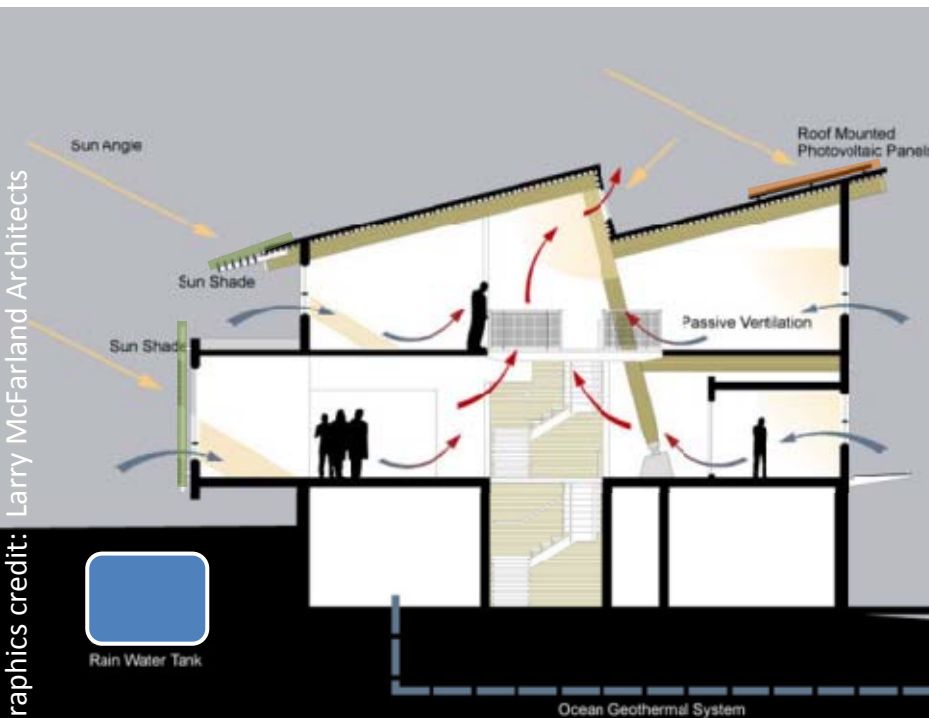 Sun Angle
Roof Mounted
Photovoltaic Panels
Sun Shade
Passive Ventilation
Sun Shade
Rain Water Tank
Ocean Geothermal System
raphics credit: Larry McFarland Architects